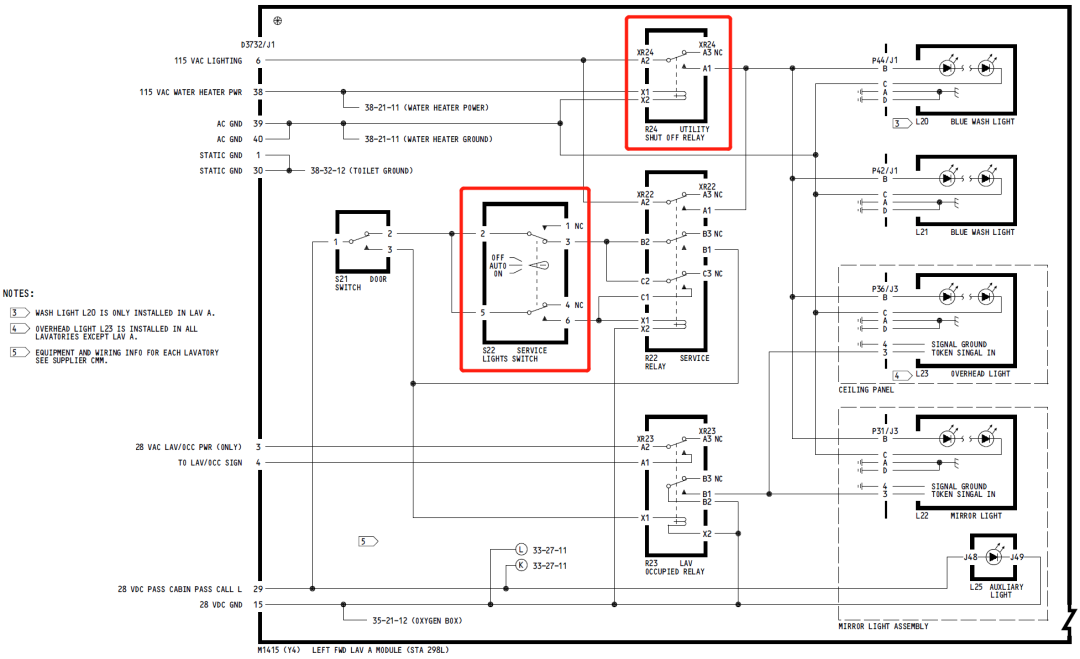 D3732/J1
115 VAC LIGHTING 6
115 VAC WATER HEATER PWR 38
38-21-11 (WATER HEATER POWER)
AC GND 39
AC GND 40
38-21-11 (WATER HEATER GROUND)
STATIC GND 1
STATIC GND 30
38-32-12 (TOILET GROUND)
XR24
XR24
A2
A3 NC
A1
X1
X2
R24 UTILITY
SHUT OFF RELAY
P44/J1
B
C
A
D
3 L20 BLUE WASH LIGHT
P42/J1
B
C
A
D
L21 BLUE WASH LIGHT
1
2
3
S21 DOOR
SWITCH
2
1 NC
3
OFF
AUTO
ON
5
4 NC
6
S22 SERVICE
LIGHTS SWITCH
XR22
XR22
A2
A3 NC
A1
B2
B3 NC
B1
C2
C3 NC
C1
X1
X2
R22 SERVICE
RELAY
P36/J3
B
C
A
D
4 SIGNAL GROUND
3 TOKEN SINGAL IN
4 L23 OVERHEAD LIGHT
CEILING PANEL
NOTES:
3 WASH LIGHT L20 IS ONLY INSTALLED IN LAV A.
4 OVERHEAD LIGHT L23 IS INSTALLED IN ALL
LAVATORIES EXCEPT LAV A.
5 EQUIPMENT AND WIRING INFO FOR EACH LAVATORY
SEE SUPPLIER CMM.
28 VAC LAV/OCC PWR (ONLY) 3
TO LAV/OCC SIGN 4
XR23
XR23
A2
A3 NC
A1
B3 NC
B1
B2
X1
X2
R23 LAV
OCCUPIED RELAY
P31/J3
B
C
A
D
4 SIGNAL GROUND
3 TOKEN SINGAL IN
L22 MIRROR LIGHT
5
L 33-27-11
K 33-27-11
J48
J49
L25 AUXLIARY
LIGHT
28 VDC PASS CABIN PASS CALL L 29
28 VDC GND 15
35-21-12 (OXYGEN BOX)
MIRROR LIGHT ASSEMBLY
M1415 (Y4) LEFT FWD LAV A MODULE (STA 298L)